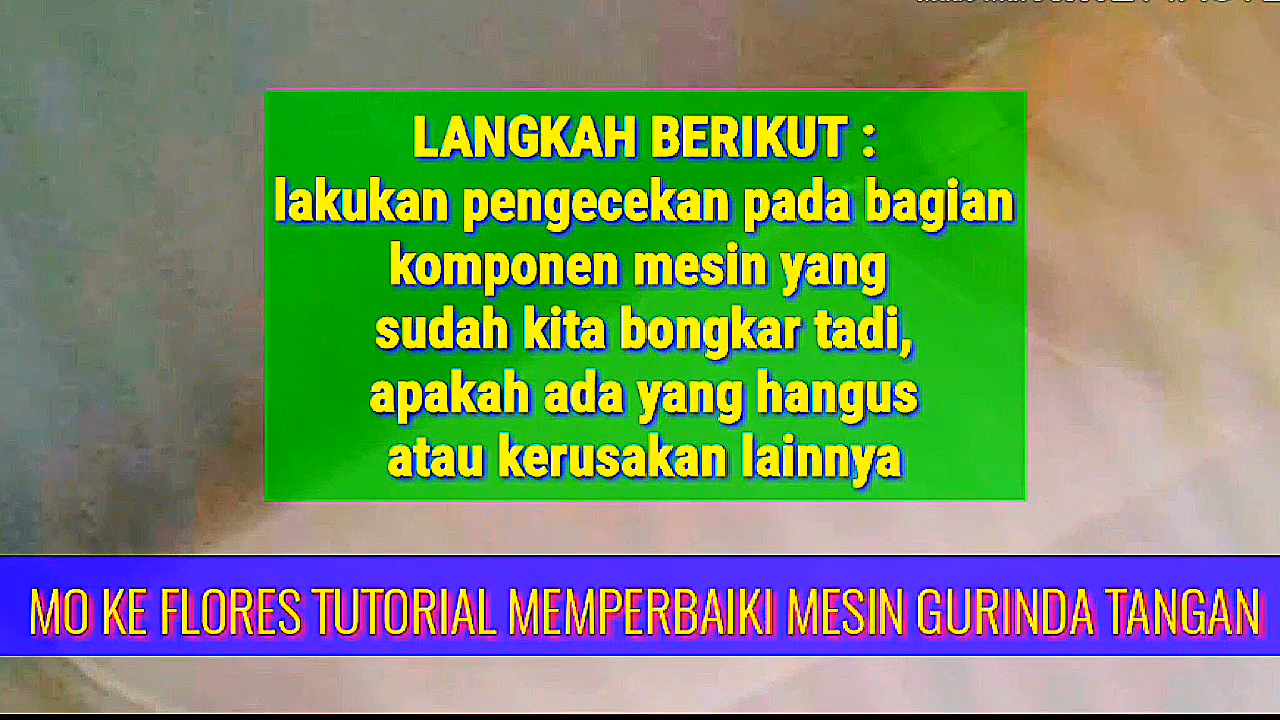 LANGKAH BERIKUT :
lakukan pengecekan pada bagian
komponen mesin yang
sudah kita bongkar tadi,
apakah ada yang hangus
atau kerusakan lainnya
MO KE FLORES TUTORIAL MEMPERBAIKI MESIN GURINDA TANGAN